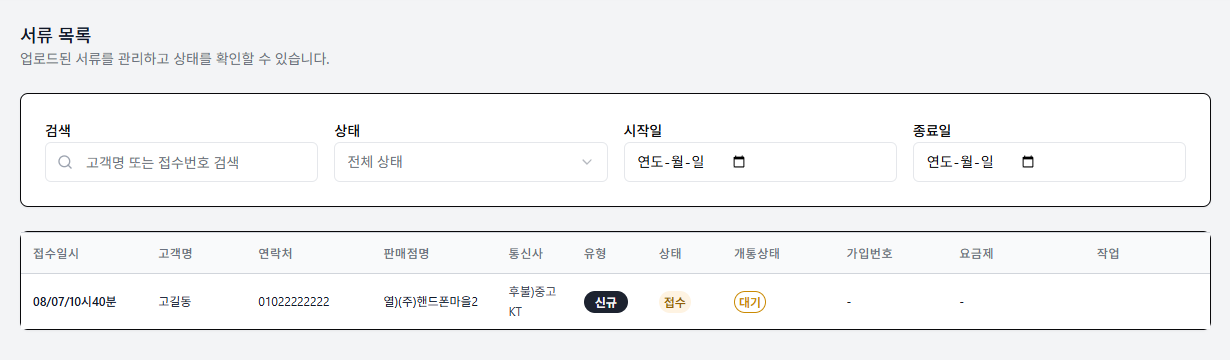 서류 목록
업로드된 서류를 관리하고 상태를 확인할 수 있습니다.
검색 상태 시작일 종료일
고객명 또는 접수번호 검색 전체 상태 연도-월-일 연도-월-일
접수일시 고객명 연락처 판매점명 통신사 유형 상태 개통상태 가입번호 요금제 작업
08/07/10시40분 고길동 01022222222 열)(주)핸드폰마을2 후불)중고 KT 신규 접수 대기 - -